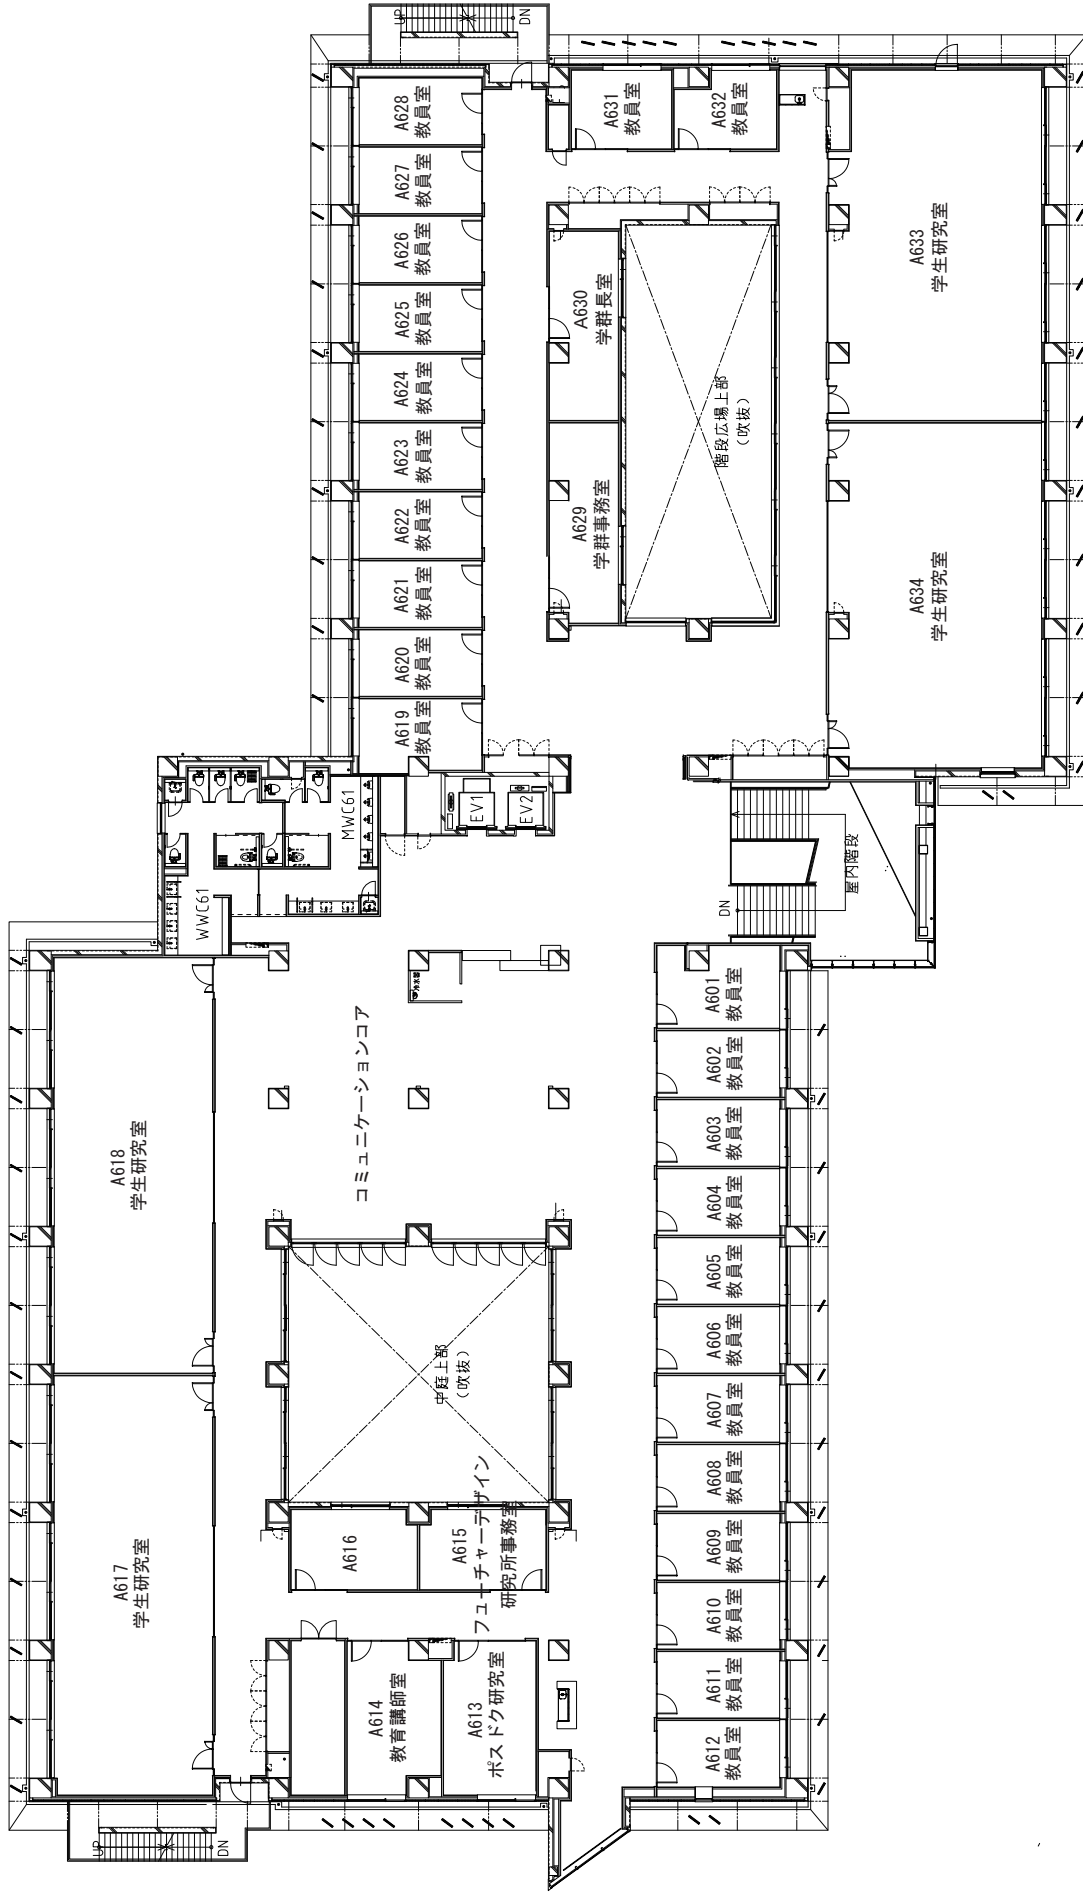 UP
DN
A628
教員室
A627
教員室
A626
教員室
A625
教員室
A624
教員室
A623
教員室
A622
教員室
A621
教員室
A620
教員室
A619
教員室
A631
教員室
A632
教員室
A630
学群長室
A629
学群事務室
階段広場上部
（吹抜）
A633
学生研究室
A634
学生研究室
EV1
EV2
MWC61
WWC61
DN
屋内階段
コミュニケーションコア
A618
学生研究室
A617
学生研究室
中庭上部
（吹抜）
A616
A615
フューチャーデザイン
研究所事務室
A614
教育講師室
A613
ポスドク研究室
A601
教員室
A602
教員室
A603
教員室
A604
教員室
A605
教員室
A606
教員室
A607
教員室
A608
教員室
A609
教員室
A610
教員室
A611
教員室
A612
教員室
UP
DN